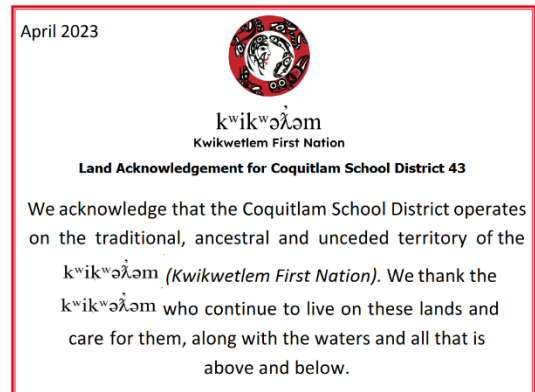 April 2023
kʷikʷəƛ̓əm
Kwikwetlem First Nation
Land Acknowledgement for Coquitlam School District 43
We acknowledge that the Coquitlam School District operates
on the traditional, ancestral and unceded territory of the
kʷikʷəƛ̓əm (Kwikwetlem First Nation). We thank the
kʷikʷəƛ̓əm who continue to live on these lands and
care for them, along with the waters and all that is
above and below.